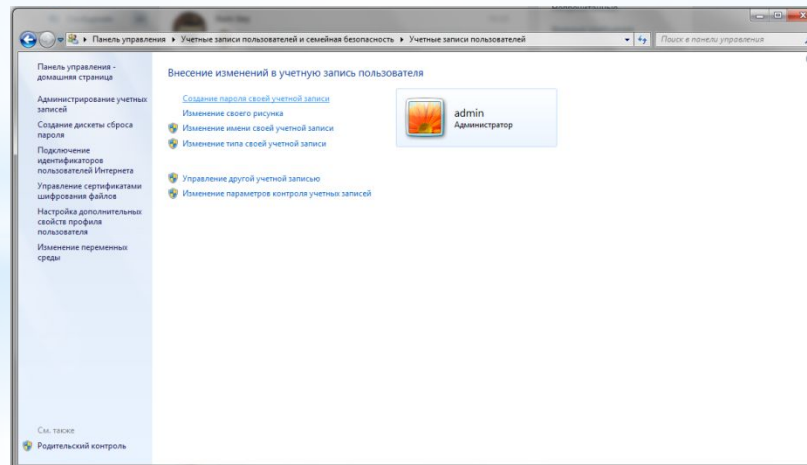 Панель управления ▸ Учетные записи пользователей и семейная безопасность ▸ Учетные записи пользователей
Поиск в панели управления
Панель управления -
домашняя страница
Администрирование учетных
записей
Создание дискеты сброса
пароля
Подключение
идентификаторов
пользователей Интернета
Управление сертификатами
шифрования файлов
Настройка дополнительных
свойств профиля
пользователя
Изменение переменных
среды
См. также
Родительский контроль
Внесение изменений в учетную запись пользователя
Создание пароля своей учетной записи
Изменение своего рисунка
Изменение имени своей учетной записи
Изменение типа своей учетной записи
Управление другой учетной записью
Изменение параметров контроля учетных записей
admin
Администратор